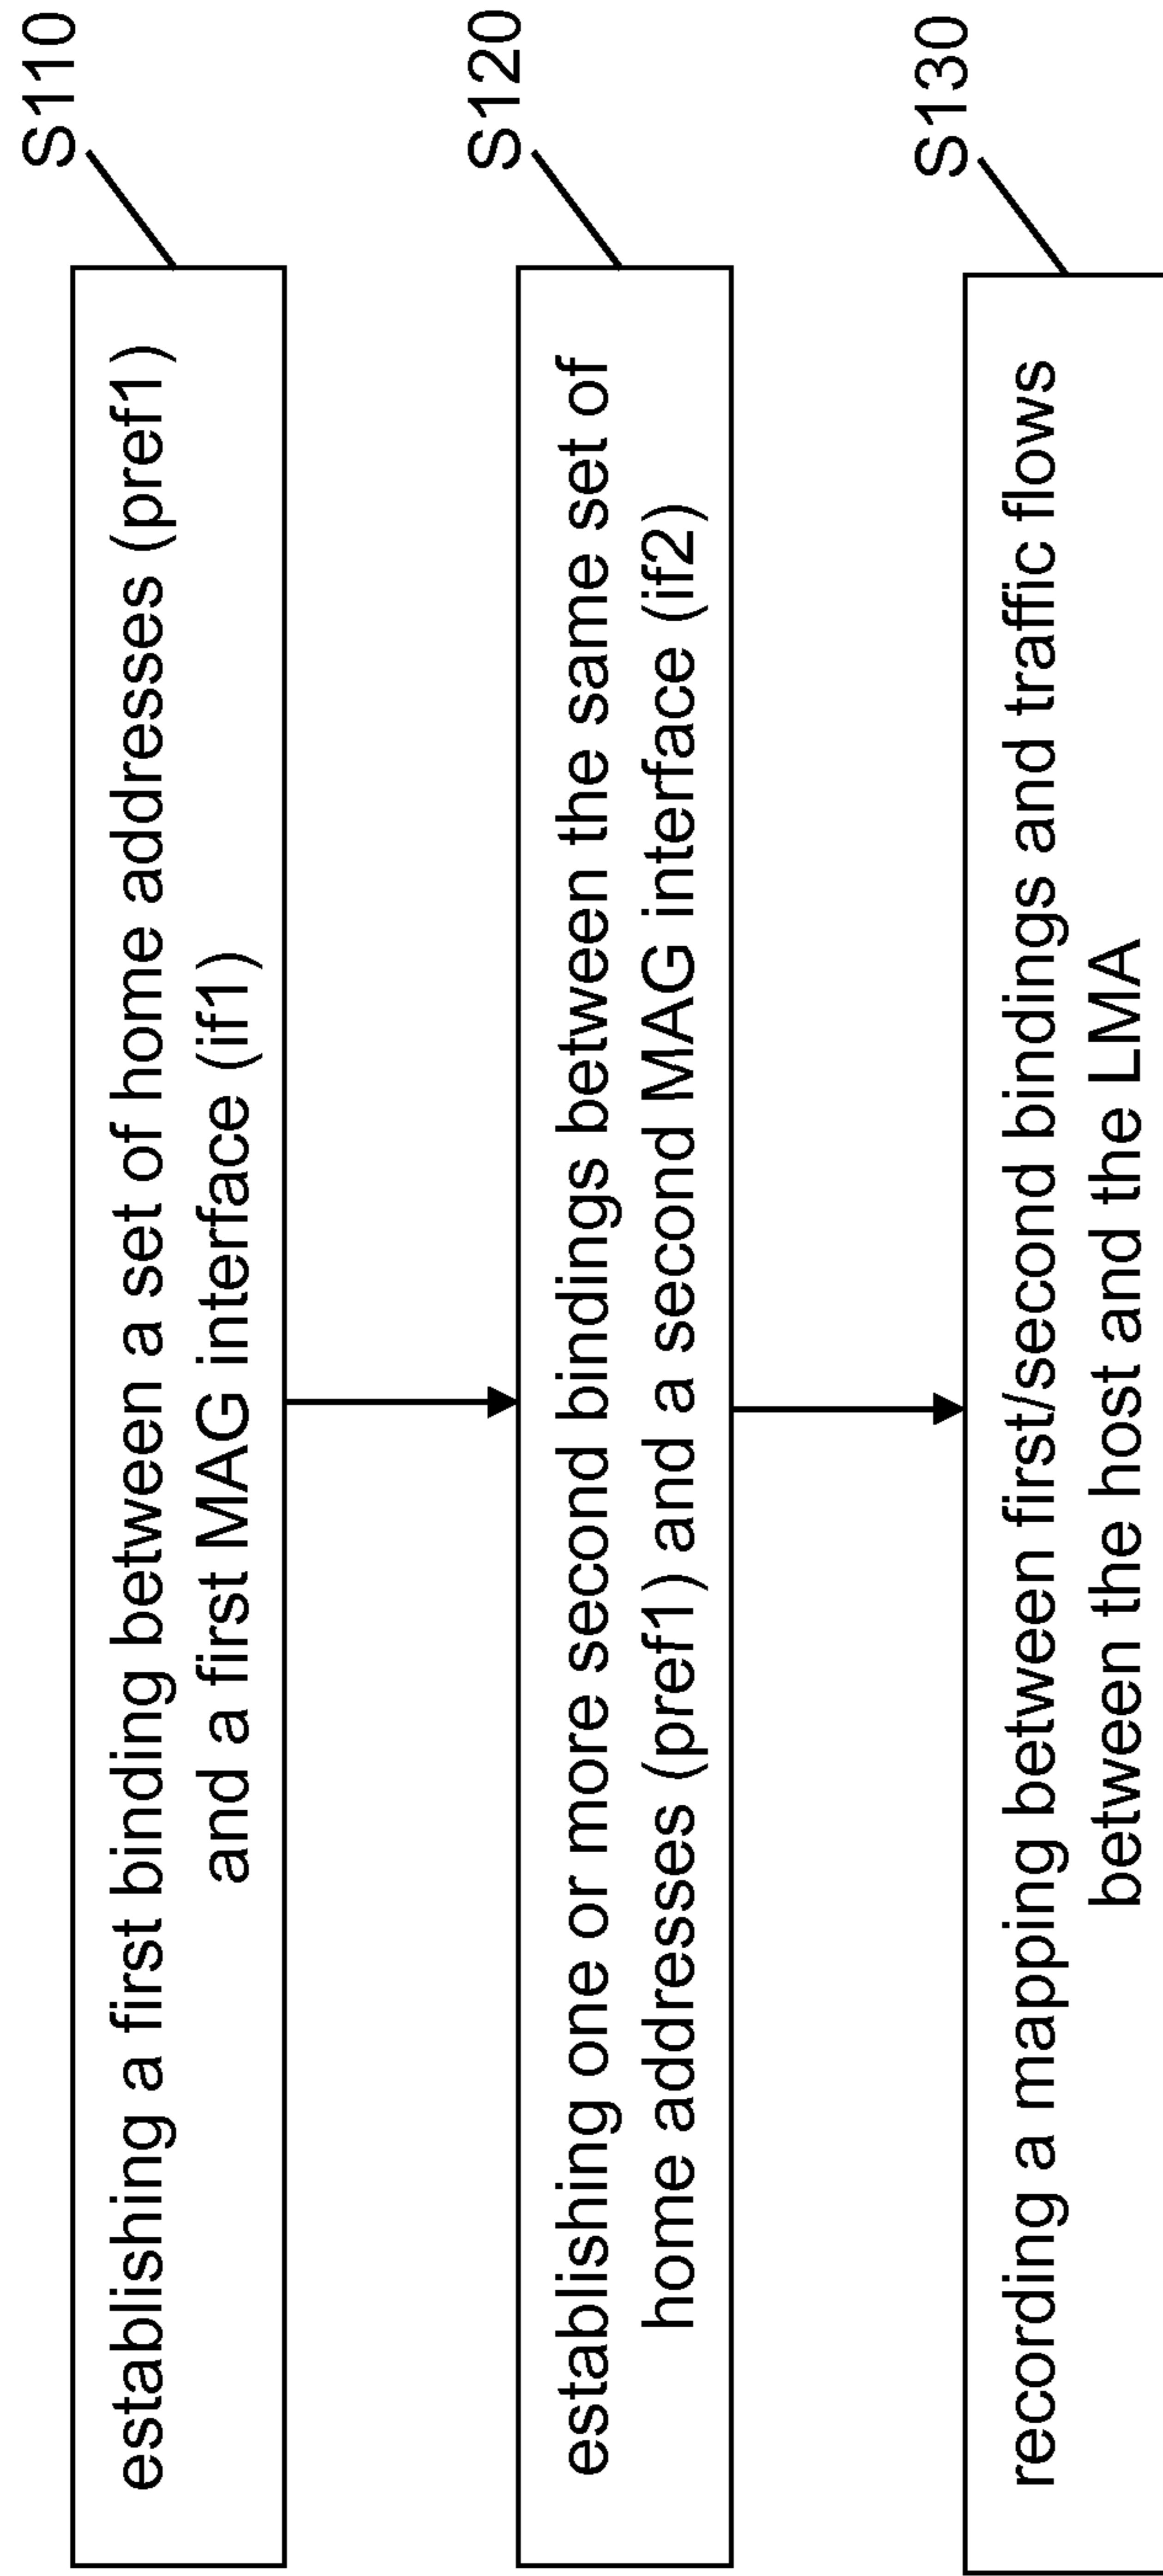 S110
establishing a first binding between a set of home addresses (pref1)
and a first MAG interface (if1)
S120
establishing one or more second bindings between the same set of
home addresses (pref1) and a second MAG interface (if2)
S130
recording a mapping between first/second bindings and traffic flows
between the host and the LMA